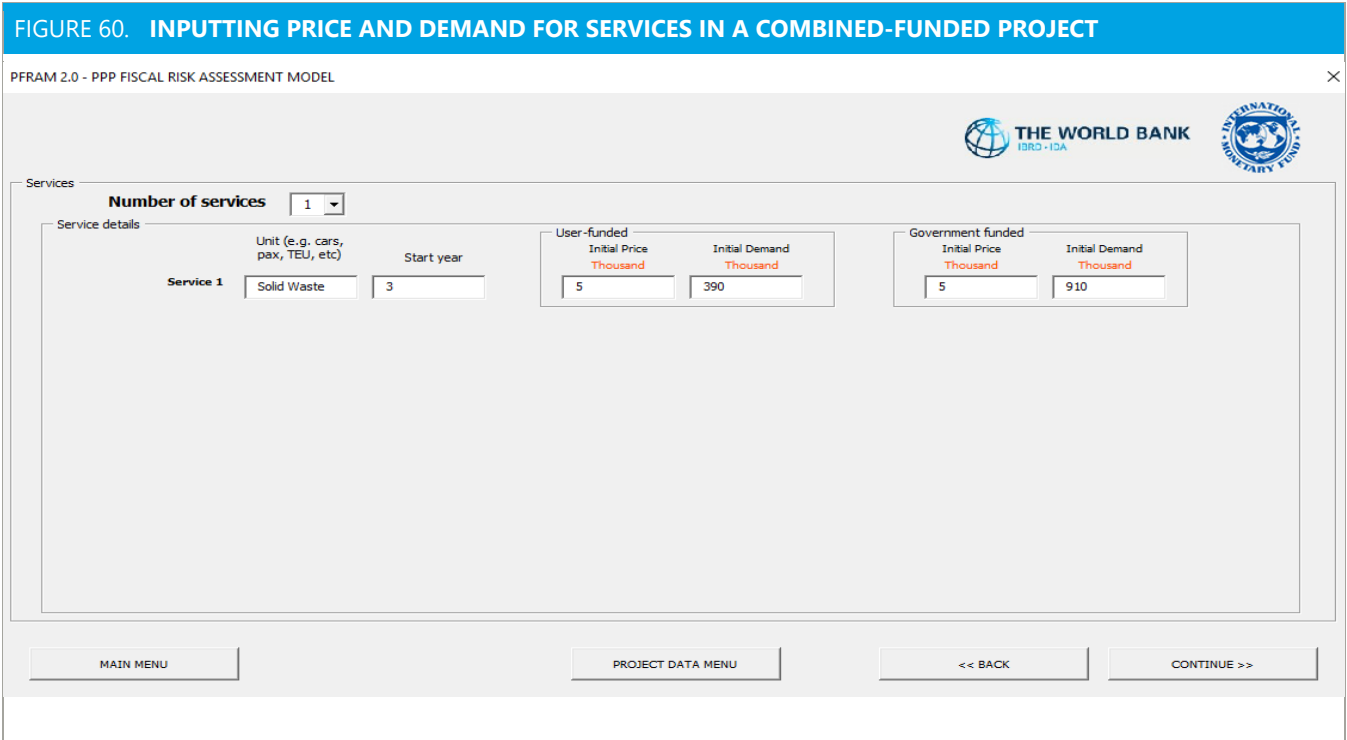 FIGURE 60. INPUTTING PRICE AND DEMAND FOR SERVICES IN A COMBINED-FUNDED PROJECT
PFRAM 2.0 - PPP FISCAL RISK ASSESSMENT MODEL
THE WORLD BANK
IBRD • IDA
INTERNATIONAL MONETARY FUND
Services
Number of services 1
Service details
Unit (e.g. cars, pax, TEU, etc)
Start year
User-funded
Initial Price Initial Demand
Thousand Thousand
Government funded
Initial Price Initial Demand
Thousand Thousand
Service 1 Solid Waste 3 5 390 5 910
MAIN MENU PROJECT DATA MENU << BACK CONTINUE >>